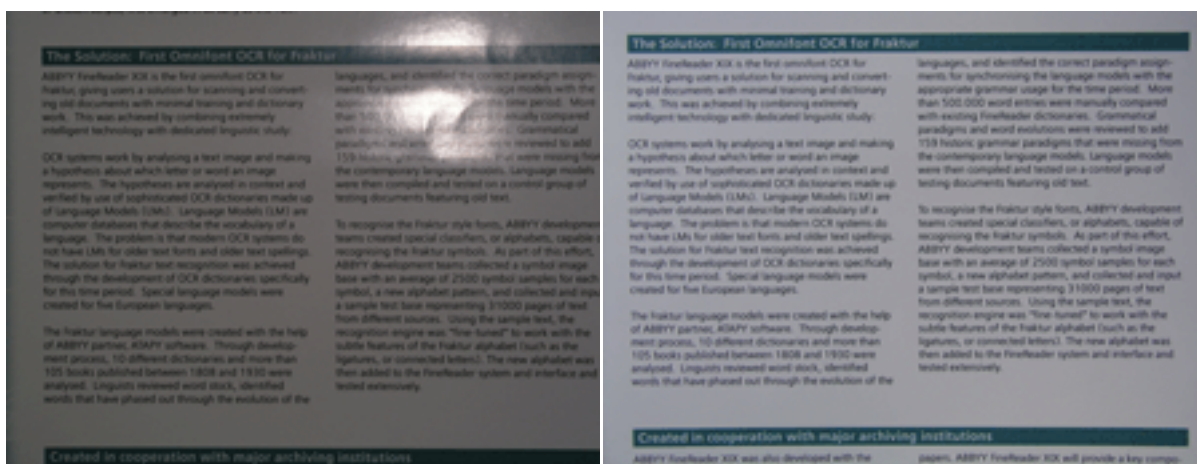 The Solution: First Omnifont OCR for Fraktur
ABBYY FineReader XIX is the first omnifont OCR for
Fraktur, giving users a solution for scanning and convert-
ing old documents with minimal training and dictionary
work. This was achieved by combining extremely
intelligent technology with dedicated linguistic study.
OCR systems work by analysing a text image and making
a hypothesis about which letter or word an image
represents. The hypotheses are analysed in context and
verified by use of sophisticated OCR dictionaries made up
of Language Models (LMs). Language Models (LM) are
computer databases that describe the vocabulary of a
language. The problem is that modern OCR systems do
not have LMs for older text fonts and older text spellings.
The solution for Fraktur text recognition was achieved
through the development of OCR dictionaries specifically
for this time period. Special language models were
created for five European languages.
The Fraktur language models were created with the help
of ABBYY partner, ATAPY software. Through develop-
ment process, 10 different dictionaries and more than
105 books published between 1808 and 1930 were
analysed. Linguists reviewed word stock, identified
words that have phased out through the evolution of the
languages, and identified the correct paradigm assign-
ments for language models with the
time period. More
than manually compared
with Grammatical
paradigms reviewed to add
159 historic that were missing from
the contemporary language models. Language models
were then compiled and tested on a control group of
testing documents featuring old text.
To recognise the Fraktur style fonts, ABBYY development
teams created special classifiers, or alphabets, capable
recognising the Fraktur symbols. As part of this effort,
ABBYY development teams collected a symbol image
base with an average of 2500 symbol samples for each
symbol, a new alphabet pattern, and collected and input
a sample test base representing 31000 pages of text
from different sources. Using the sample text, the
recognition engine was "fine-tuned" to work with the
subtle features of the Fraktur alphabet (such as the
ligatures, or connected letters). The new alphabet was
then added to the FineReader system and interface and
tested extensively.
Created in cooperation with major archiving institutions
The Solution: First Omnifont OCR for Fraktur
ABBYY FineReader XIX is the first omnifont OCR for
Fraktur, giving users a solution for scanning and convert-
ing old documents with minimal training and dictionary
work. This was achieved by combining extremely
intelligent technology with dedicated linguistic study.
OCR systems work by analysing a text image and making
a hypothesis about which letter or word an image
represents. The hypotheses are analysed in context and
verified by use of sophisticated OCR dictionaries made up
of Language Models (LMs). Language Models (LM) are
computer databases that describe the vocabulary of a
language. The problem is that modern OCR systems do
not have LMs for older text fonts and older text spellings.
The solution for Fraktur text recognition was achieved
through the development of OCR dictionaries specifically
for this time period. Special language models were
created for five European languages.
The Fraktur language models were created with the help
of ABBYY partner, ATAPY software. Through develop-
ment process, 10 different dictionaries and more than
105 books published between 1808 and 1930 were
analysed. Linguists reviewed word stock, identified
words that have phased out through the evolution of the
languages, and identified the correct paradigm assign-
ments for synchronising the language models with the
appropriate grammar usage for the time period. More
than 500.000 word entries were manually compared
with existing FineReader dictionaries. Grammatical
paradigms and word evolutions were reviewed to add
159 historic grammar paradigms that were missing from
the contemporary language models. Language models
were then compiled and tested on a control group of
testing documents featuring old text.
To recognise the Fraktur style fonts, ABBYY development
teams created special classifiers, or alphabets, capable of
recognising the Fraktur symbols. As part of this effort,
ABBYY development teams collected a symbol image
base with an average of 2500 symbol samples for each
symbol, a new alphabet pattern, and collected and input
a sample test base representing 31000 pages of text
from different sources. Using the sample text, the
recognition engine was "fine-tuned" to work with the
subtle features of the Fraktur alphabet (such as the
ligatures, or connected letters). The new alphabet was
then added to the FineReader system and interface and
tested extensively.
Created in cooperation with major archiving institutions
ABBYY FineReader XIX was also developed with the
papers. ABBYY FineReader XIX will provide a key compo-